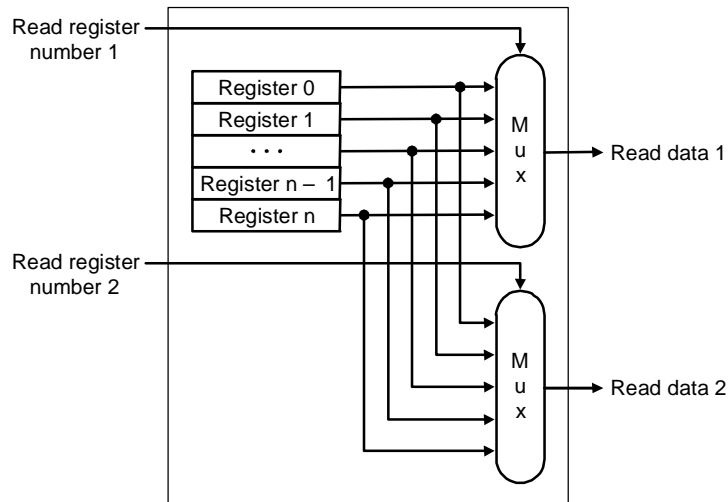 Read register
number 1
Register 0
Register 1
· · ·
Register n – 1
Register n
M
u
x
Read data 1
Read register
number 2
M
u
x
Read data 2